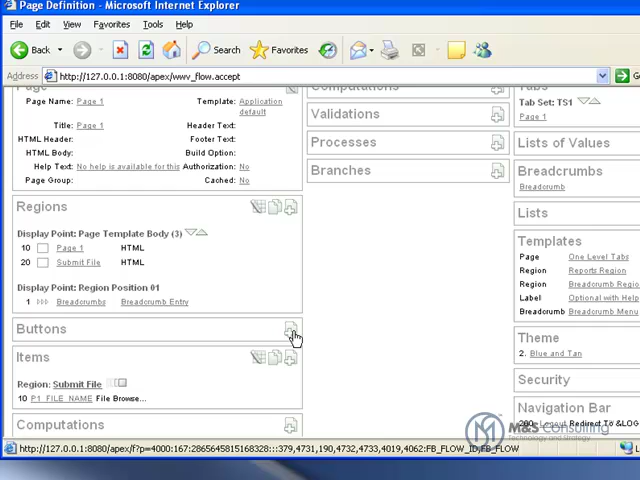 Page Definition - Microsoft Internet Explorer
File Edit View Favorites Tools Help
Back Search Favorites
Address http://127.0.0.1:8080/apex/wwv_flow.accept
Page
Page Name: Page 1 Template: Application default
Title: Page 1 Header Text:
HTML Header: Footer Text:
HTML Body: Build Option:
Help Text: No help is available for this Authorization: No
Page Group: Cached: No
Regions
Display Point: Page Template Body (3)
10 Page 1 HTML
20 Submit File HTML
Display Point: Region Position 01
1 Breadcrumbs Breadcrumb Entry
Buttons
Items
Region: Submit File
10 P1_FILE_NAME File Browse...
Computations
Computations
Validations
Processes
Branches
Tabs
Tab Set: TS1
Page 1
Lists of Values
Breadcrumbs
Breadcrumb
Lists
Templates
Page One Level Tabs
Region Reports Region
Region Breadcrumb Regio
Label Optional with Help
Breadcrumb Breadcrumb Menu
Theme
2. Blue and Tan
Security
Navigation Bar
200 Logout Redirect To &LOG
M&S Consulting
Technology and Strategy
http://127.0.0.1:8080/apex/f?p=4000:167:2865645815168328:::379,4731,190,4732,4733,4019,4062:FB_FLOW_ID,FB_FLOW